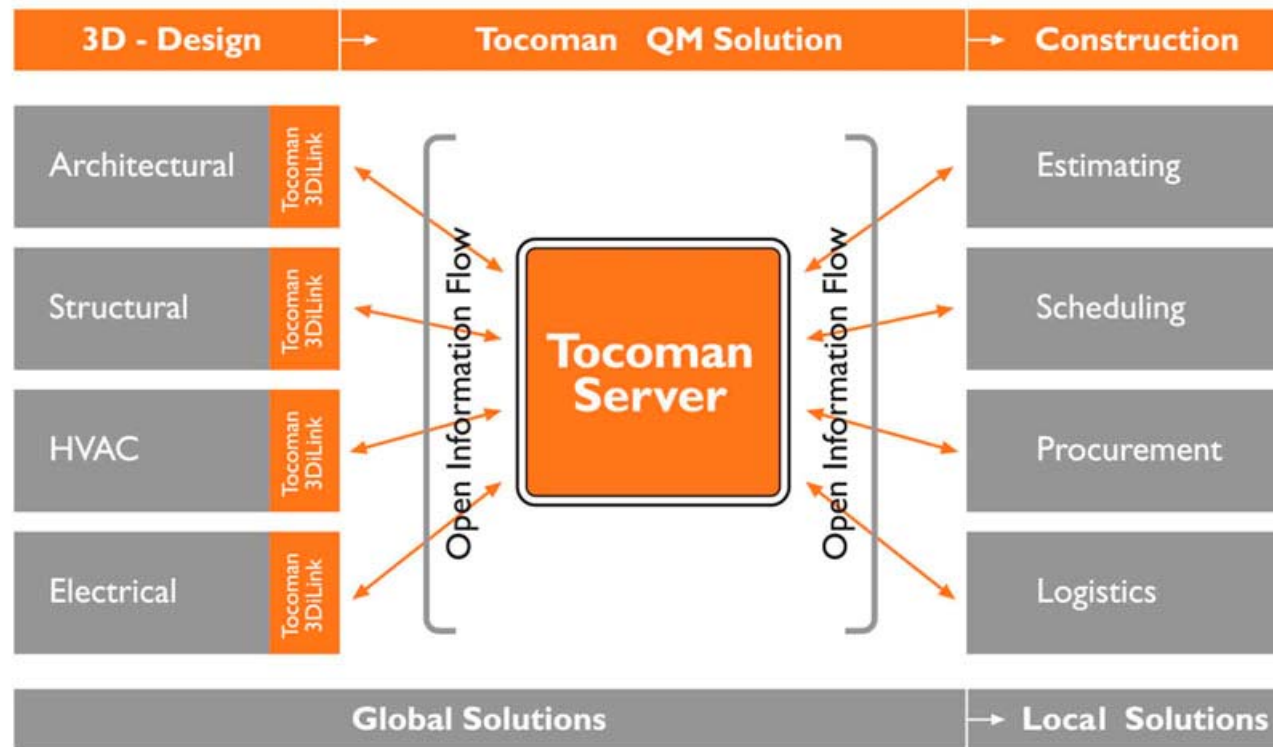 3D - Design
Tocoman QM Solution
Construction
Architectural
Tocoman
3DiLink
Structural
Tocoman
3DiLink
HVAC
Tocoman
3DiLink
Electrical
Tocoman
3DiLink
Open Information Flow
Tocoman
Server
Open Information Flow
Estimating
Scheduling
Procurement
Logistics
Global Solutions
Local Solutions